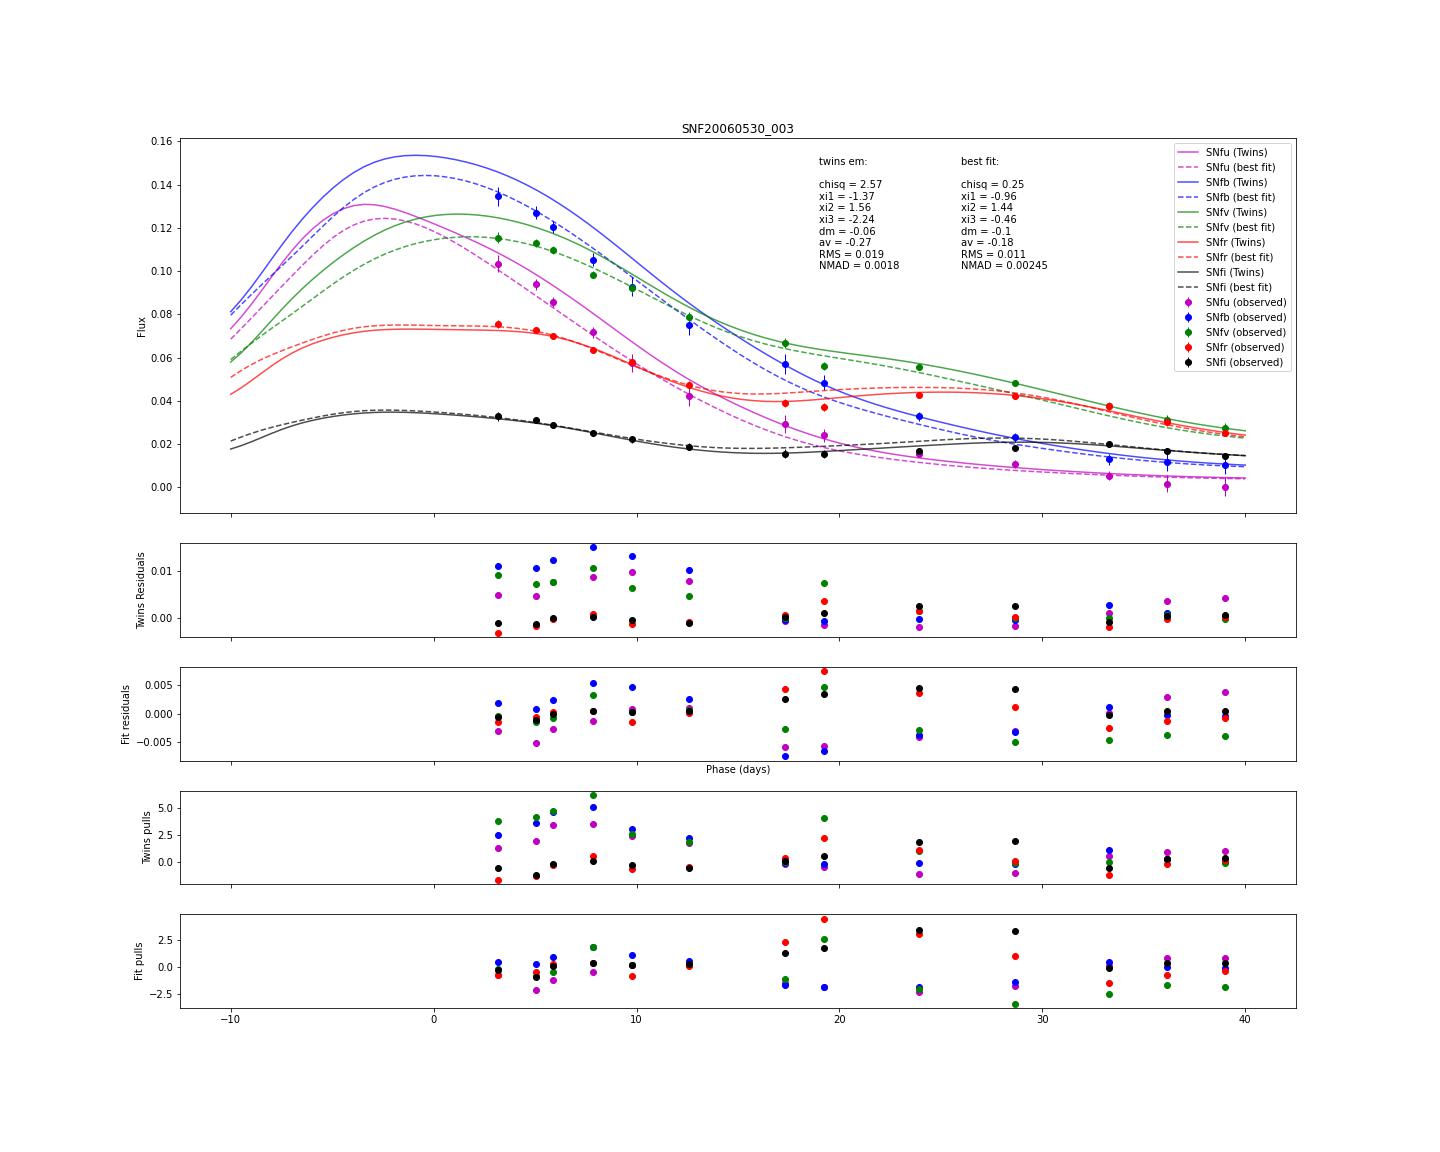 SNF20060530_003
0.16
0.14
0.12
0.10
0.08
0.06
0.04
0.02
0.00
Flux
twins em:
chisq = 2.57
xi1 = -1.37
xi2 = 1.56
xi3 = -2.24
dm = -0.06
av = -0.27
RMS = 0.019
NMAD = 0.0018
best fit:
chisq = 0.25
xi1 = -0.96
xi2 = 1.44
xi3 = -0.46
dm = -0.1
av = -0.18
RMS = 0.011
NMAD = 0.00245
SNfu (Twins)
SNfu (best fit)
SNfb (Twins)
SNfb (best fit)
SNfv (Twins)
SNfv (best fit)
SNfr (Twins)
SNfr (best fit)
SNfi (Twins)
SNfi (best fit)
SNfu (observed)
SNfb (observed)
SNfv (observed)
SNfr (observed)
SNfi (observed)
0.01
0.00
Twins Residuals
0.005
0.000
−0.005
Fit residuals
Phase (days)
5.0
2.5
0.0
Twins pulls
2.5
0.0
−2.5
Fit pulls
−10
0
10
20
30
40